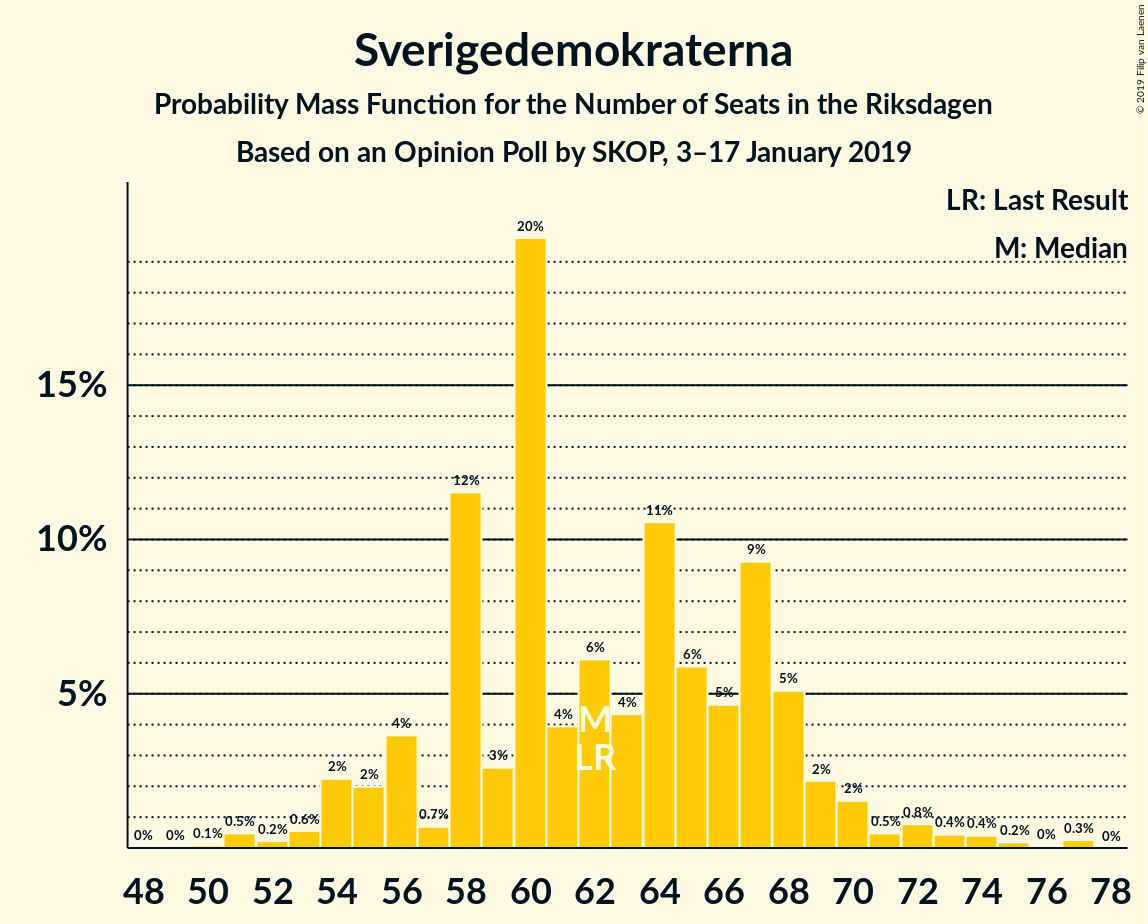 Sverigedemokraterna
Probability Mass Function for the Number of Seats in the Riksdagen
Based on an Opinion Poll by SKOP, 3–17 January 2019
© 2019 Filip van Laenen
LR: Last Result
M: Median
15%
10%
5%
0% 0% 0.1% 0.5% 0.2% 0.6% 2% 2% 4% 0.7% 12% 3% 20% 4% 6% 4% 11% 6% 5% 9% 5% 2% 2% 0.5% 0.8% 0.4% 0.4% 0.2% 0% 0.3% 0%
M
LR
48 50 52 54 56 58 60 62 64 66 68 70 72 74 76 78